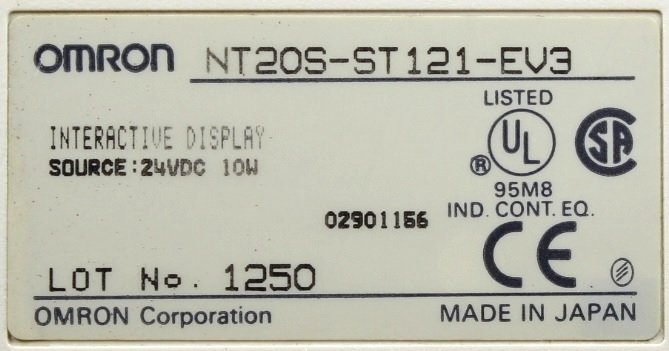 OMRON NT20S-ST121-EV3
LISTED
UL
®
SA
INTERACTIVE DISPLAY
SOURCE:24VDC 10W
95M8
02901156
IND. CONT. EQ.
CE
LOT No. 1250
OMRON Corporation
MADE IN JAPAN